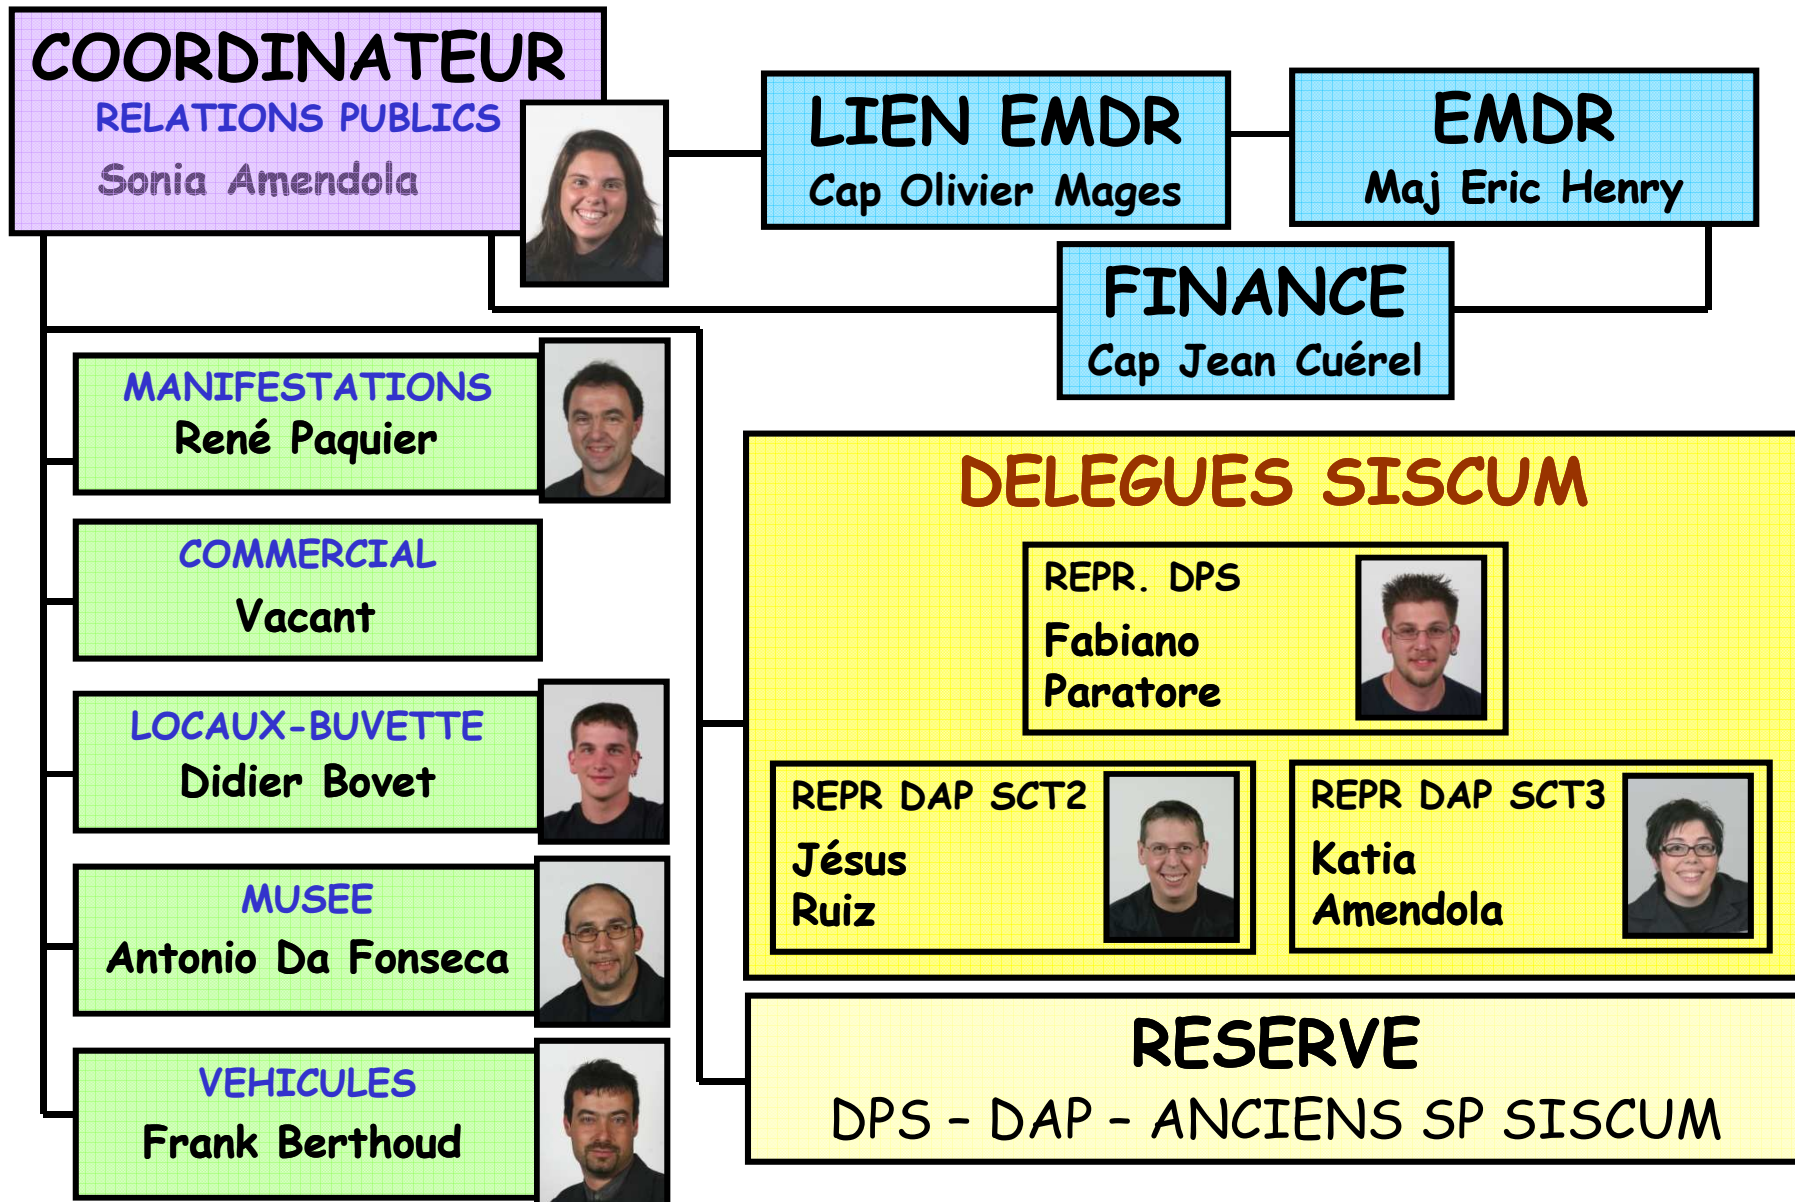 COORDINATEUR
RELATIONS PUBLICS
Sonia Amendola
LIEN EMDR
Cap Olivier Mages
EMDR
Maj Eric Henry
FINANCE
Cap Jean Cuérel
MANIFESTATIONS
René Paquier
COMMERCIAL
Vacant
LOCAUX-BUVETTE
Didier Bovet
MUSEE
Antonio Da Fonseca
VEHICULES
Frank Berthoud
DELEGUES SISCUM
REPR. DPS
Fabiano
Paratore
REPR DAP SCT2
Jésus
Ruiz
REPR DAP SCT3
Katia
Amendola
RESERVE
DPS – DAP – ANCIENS SP SISCUM